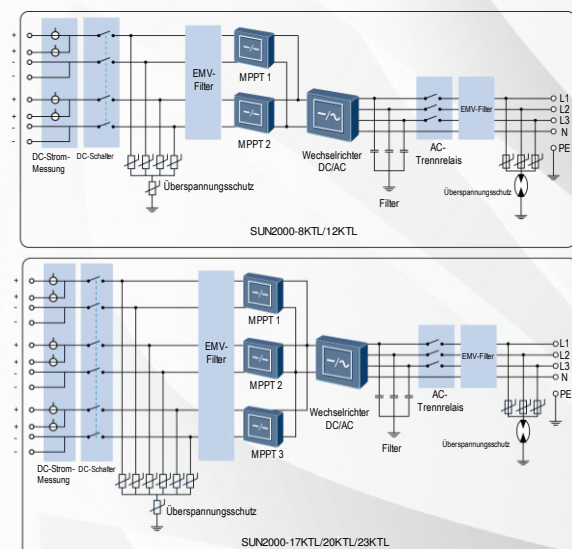 +
+
-
-
+
+
-
-
DC-Strom-
Messung
DC-Schalter
Überspannungsschutz
EMV-
Filter
MPPT 1
MPPT 2
Wechselrichter
DC/AC
Filter
AC-
Trennrelais
EMV-Filter
Überspannungsschutz
L1
L2
L3
N
PE
SUN2000-8KTL/12KTL
+
+
-
-
+
+
-
-
+
+
-
-
DC-Strom-
Messung
DC-Schalter
Überspannungsschutz
EMV-
Filter
MPPT 1
MPPT 2
MPPT 3
Wechselrichter
DC/AC
Filter
AC-
Trennrelais
EMV-Filter
Überspannungsschutz
L1
L2
L3
N
PE
SUN2000-17KTL/20KTL/23KTL